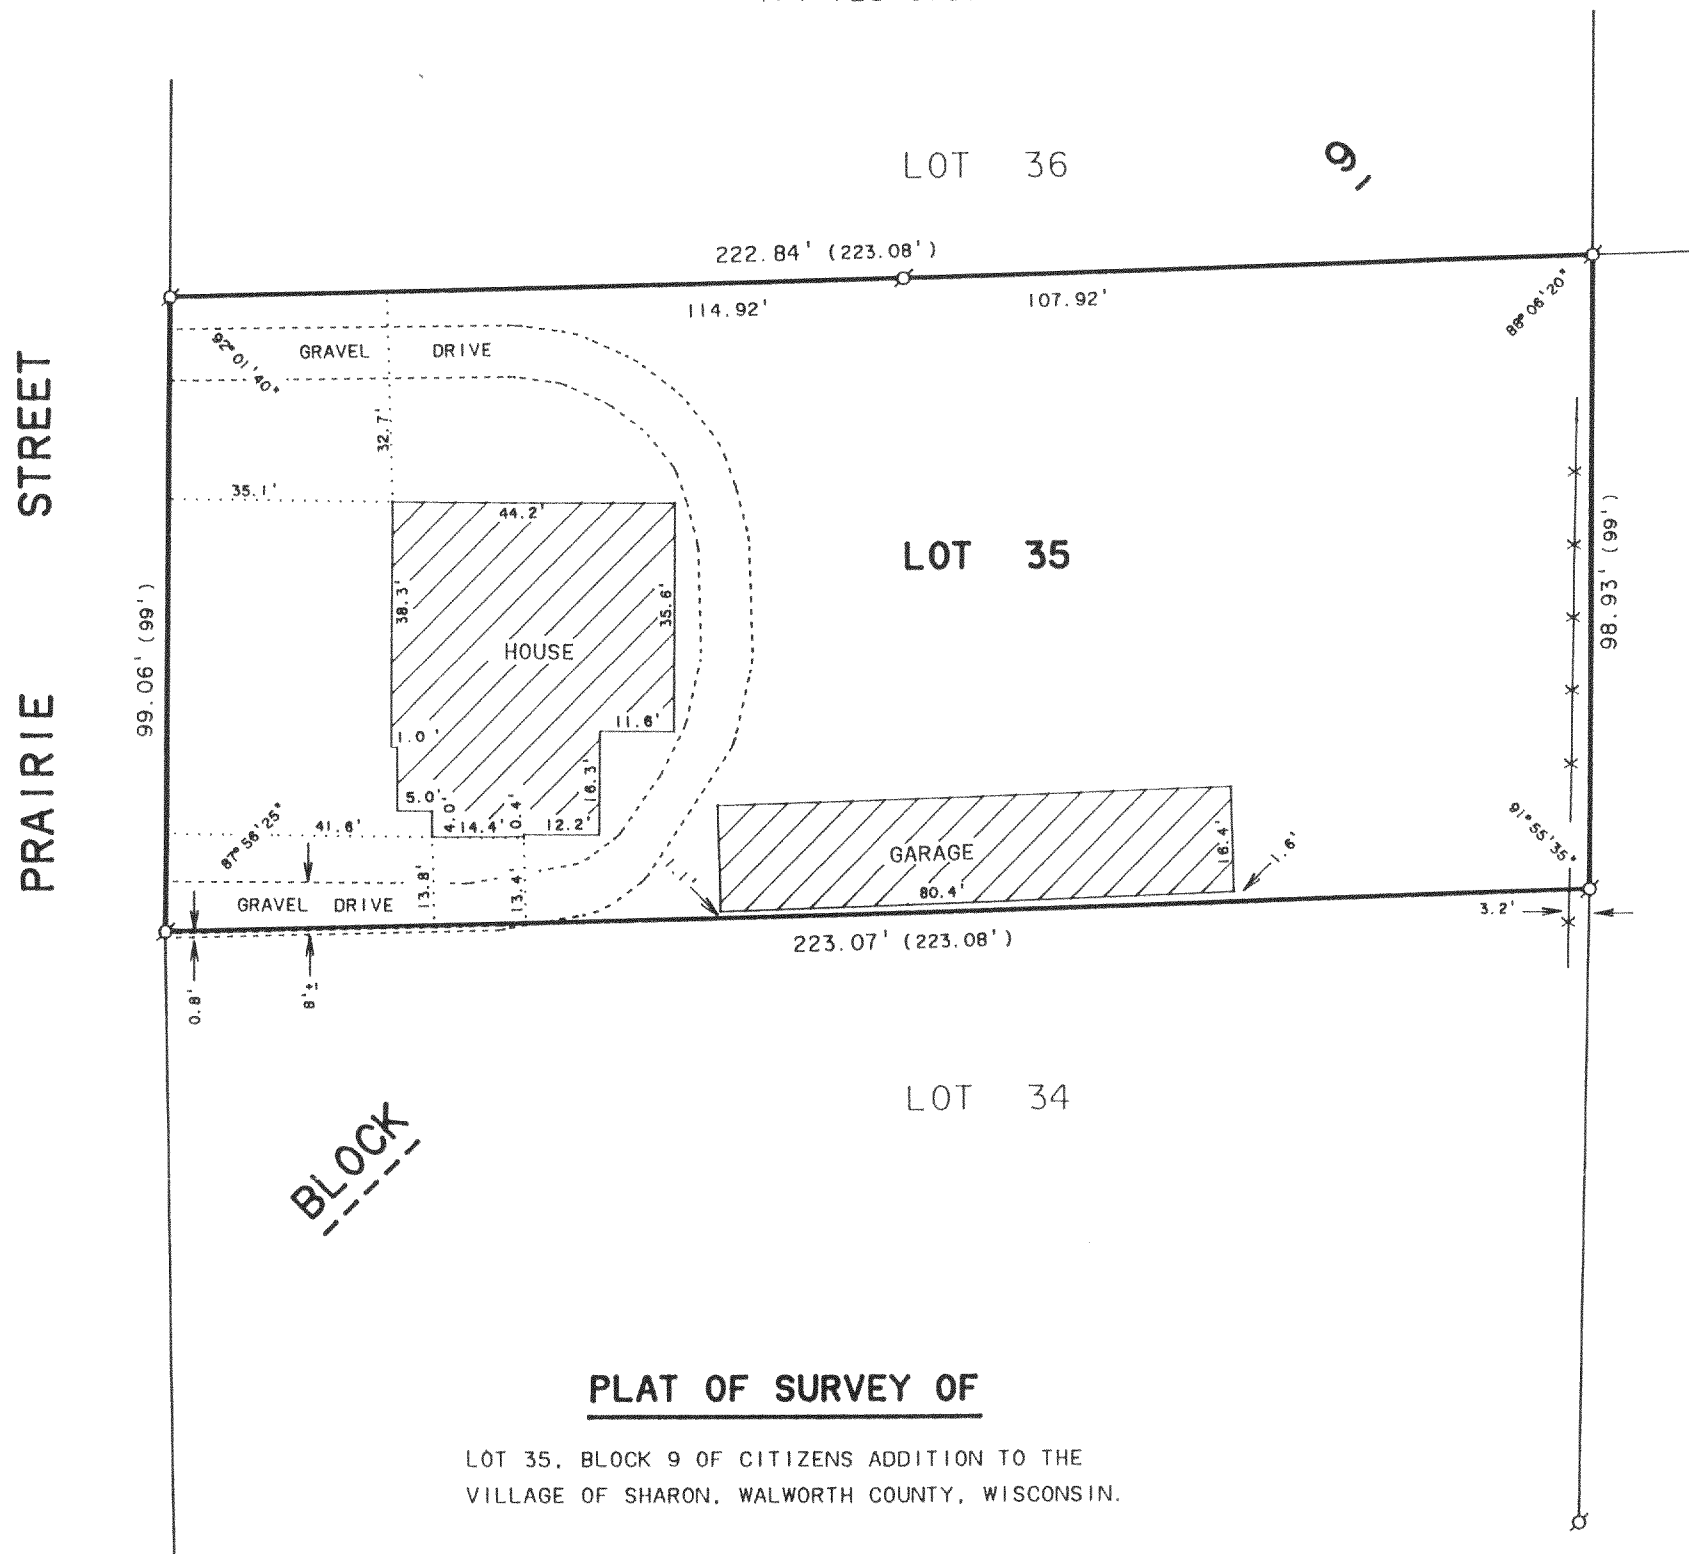 LOT 36
9
222.84' (223.08')
114.92'
107.92'
88°06'20"
92°01'40"
GRAVEL DRIVE
32.7'
35.1'
44.2'
LOT 35
38.3'
35.6'
HOUSE
99.06' (99')
98.93' (99')
PRAIRIE STREET
11.6'
1.0'
16.3'
5.0'
4.0'
14.4'
0.4'
12.2'
41.6'
87°56'25"
GARAGE
80.4'
16.4'
1.6'
91°55'35"
13.8'
13.4'
GRAVEL DRIVE
3.2'
223.07' (223.08')
0.8'
8'±
LOT 34
BLOCK
PLAT OF SURVEY OF
LOT 35, BLOCK 9 OF CITIZENS ADDITION TO THE
VILLAGE OF SHARON, WALWORTH COUNTY, WISCONSIN.